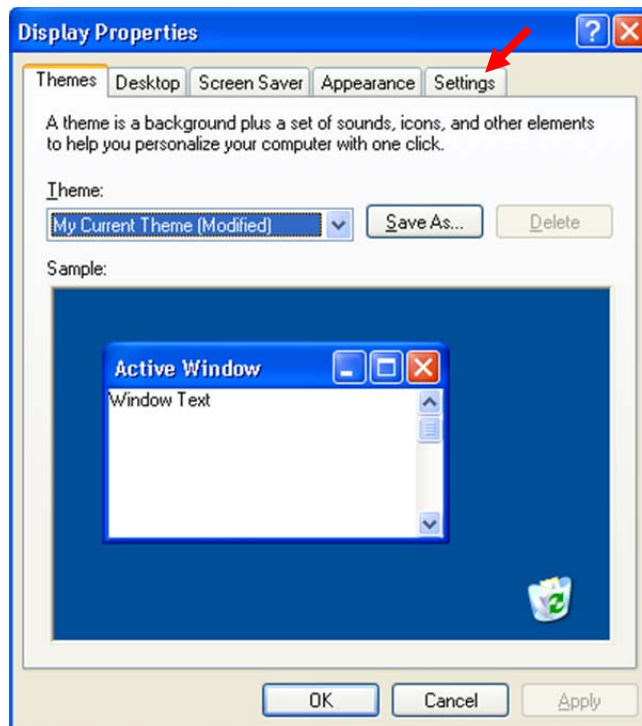 Display Properties
Themes Desktop Screen Saver Appearance Settings
A theme is a background plus a set of sounds, icons, and other elements
to help you personalize your computer with one click.
Theme:
My Current Theme (Modified) Save As... Delete
Sample:
Active Window
Window Text
OK Cancel Apply